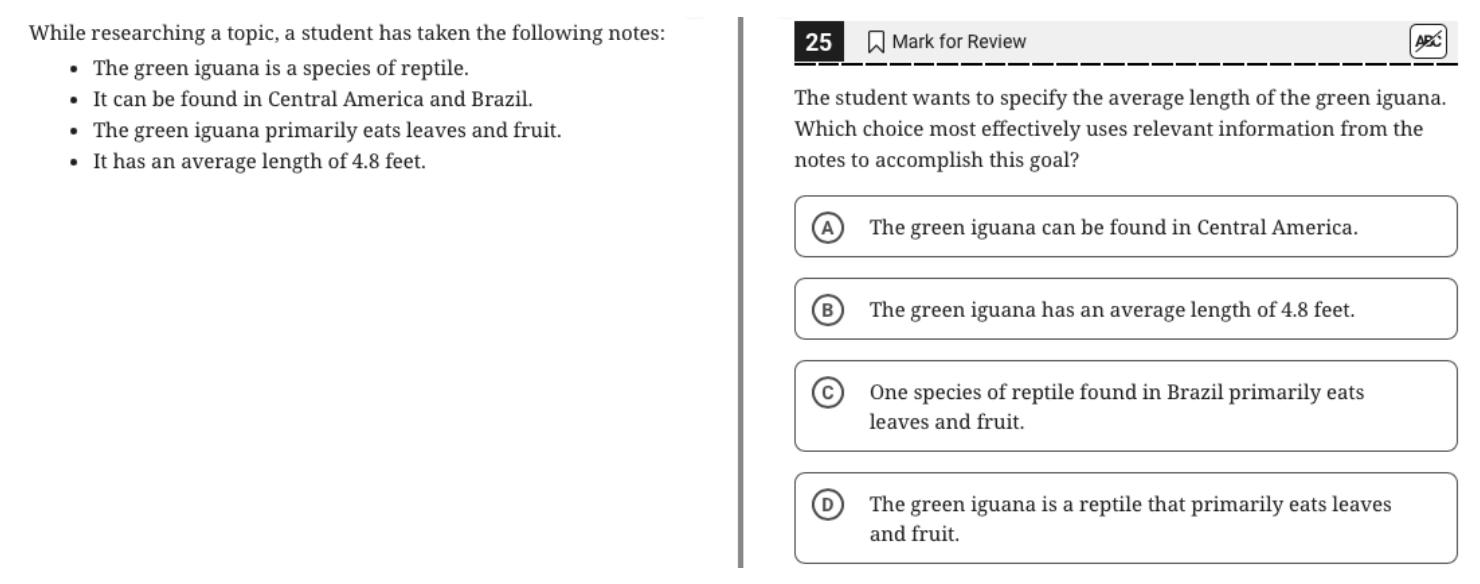 While researching a topic, a student has taken the following notes:
• The green iguana is a species of reptile.
• It can be found in Central America and Brazil.
• The green iguana primarily eats leaves and fruit.
• It has an average length of 4.8 feet.
25 Mark for Review ABC
The student wants to specify the average length of the green iguana.
Which choice most effectively uses relevant information from the
notes to accomplish this goal?
A The green iguana can be found in Central America.
B The green iguana has an average length of 4.8 feet.
C One species of reptile found in Brazil primarily eats
leaves and fruit.
D The green iguana is a reptile that primarily eats leaves
and fruit.